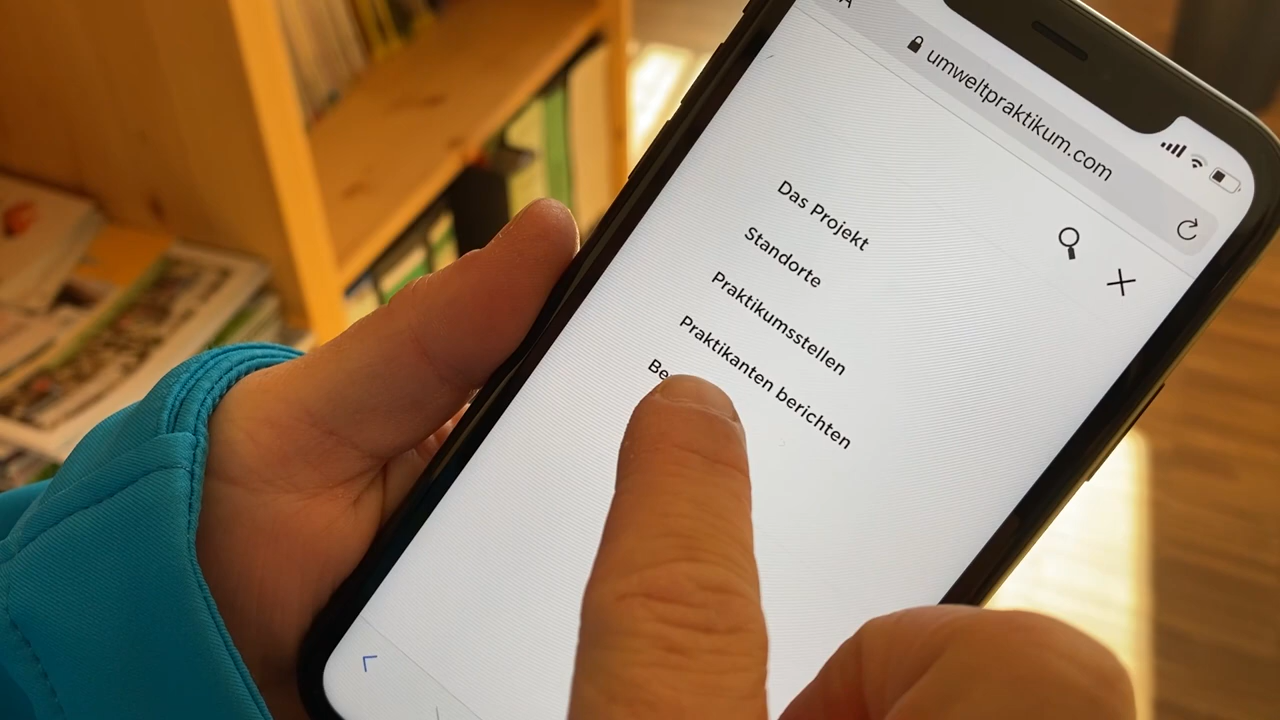 umweltpraktikum.com
Das Projekt
Standorte
Praktikumsstellen
Praktikanten berichten